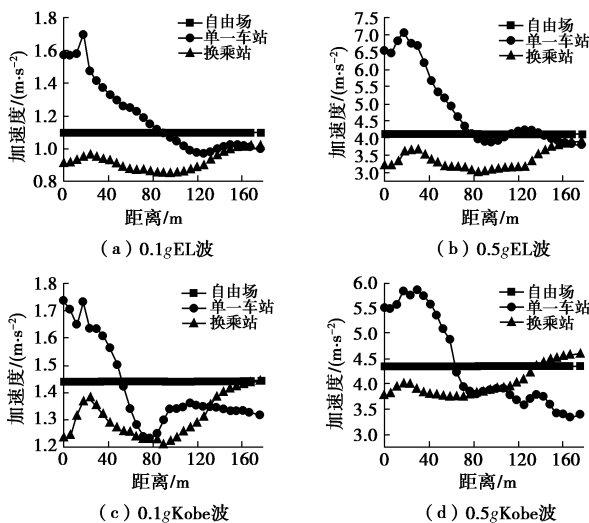 1.8
1.6
1.4
1.2
1.0
0.8
加速度/(m·s⁻²)
自由场
单一车站
换乘站
0 40 80 120 160
距离/m
（a）0.1gEL波
7.5
7.0
6.5
6.0
5.5
5.0
4.5
4.0
3.5
3.0
加速度/(m·s⁻²)
自由场
单一车站
换乘站
0 40 80 120 160
距离/m
（b）0.5gEL波
1.8
1.7
1.6
1.5
1.4
1.3
1.2
加速度/(m·s⁻²)
自由场
单一车站
换乘站
0 40 80 120 160
距离/m
（c）0.1gKobe波
6.0
5.5
5.0
4.5
4.0
3.5
3.0
加速度/(m·s⁻²)
自由场
单一车站
换乘站
0 40 80 120 160
距离/m
（d）0.5gKobe波